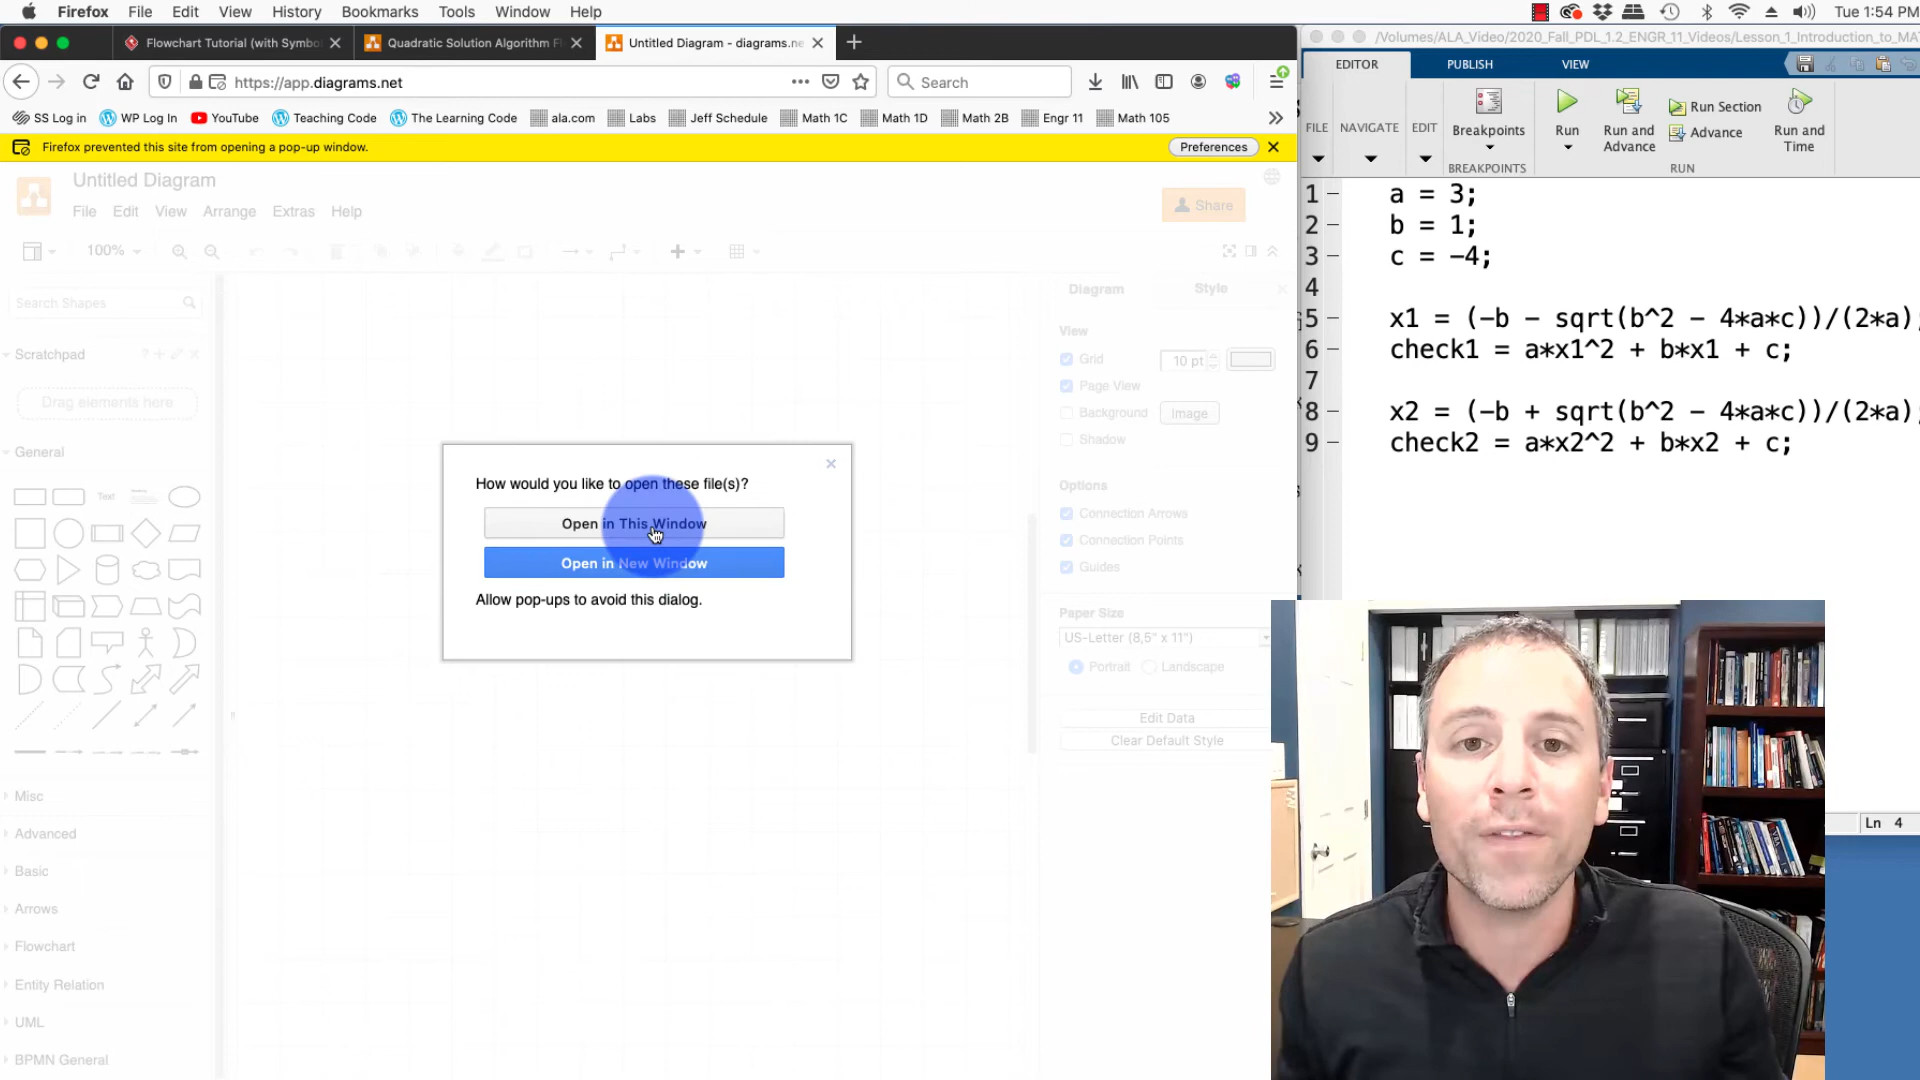 Firefox File Edit View History Bookmarks Tools Window Help Tue 1:54 PM
Flowchart Tutorial (with Symbo Quadratic Solution Algorithm Fl Untitled Diagram - diagrams.ne
/Volumes/ALA_Video/2020_Fall_PDL_1.2_ENGR_11_Videos/Lesson_1_Introduction_to_MA
EDITOR PUBLISH VIEW
https://app.diagrams.net Search
SS Log in WP Log In YouTube Teaching Code The Learning Code ala.com Labs Jeff Schedule Math 1C Math 1D Math 2B Engr 11 Math 105
Firefox prevented this site from opening a pop-up window. Preferences
FILE NAVIGATE EDIT Breakpoints Run Run and Advance Run Section Advance Run and Time
BREAKPOINTS RUN
Untitled Diagram
File Edit View Arrange Extras Help
Share
100%
Search Shapes
Scratchpad
Drag elements here
General
Text
Misc
Advanced
Basic
Arrows
Flowchart
Entity Relation
UML
BPMN General
How would you like to open these file(s)?
Open in This Window
Open in New Window
Allow pop-ups to avoid this dialog.
Diagram Style
View
Grid 10 pt
Page View
Background Image
Shadow
Options
Connection Arrows
Connection Points
Guides
Paper Size
US-Letter (8,5" x 11")
Portrait Landscape
Edit Data
Clear Default Style
1 a = 3;
2 b = 1;
3 c = -4;
4
5 x1 = (-b - sqrt(b^2 - 4*a*c))/(2*a);
6 check1 = a*x1^2 + b*x1 + c;
7
8 x2 = (-b + sqrt(b^2 - 4*a*c))/(2*a);
9 check2 = a*x2^2 + b*x2 + c;
Ln 4